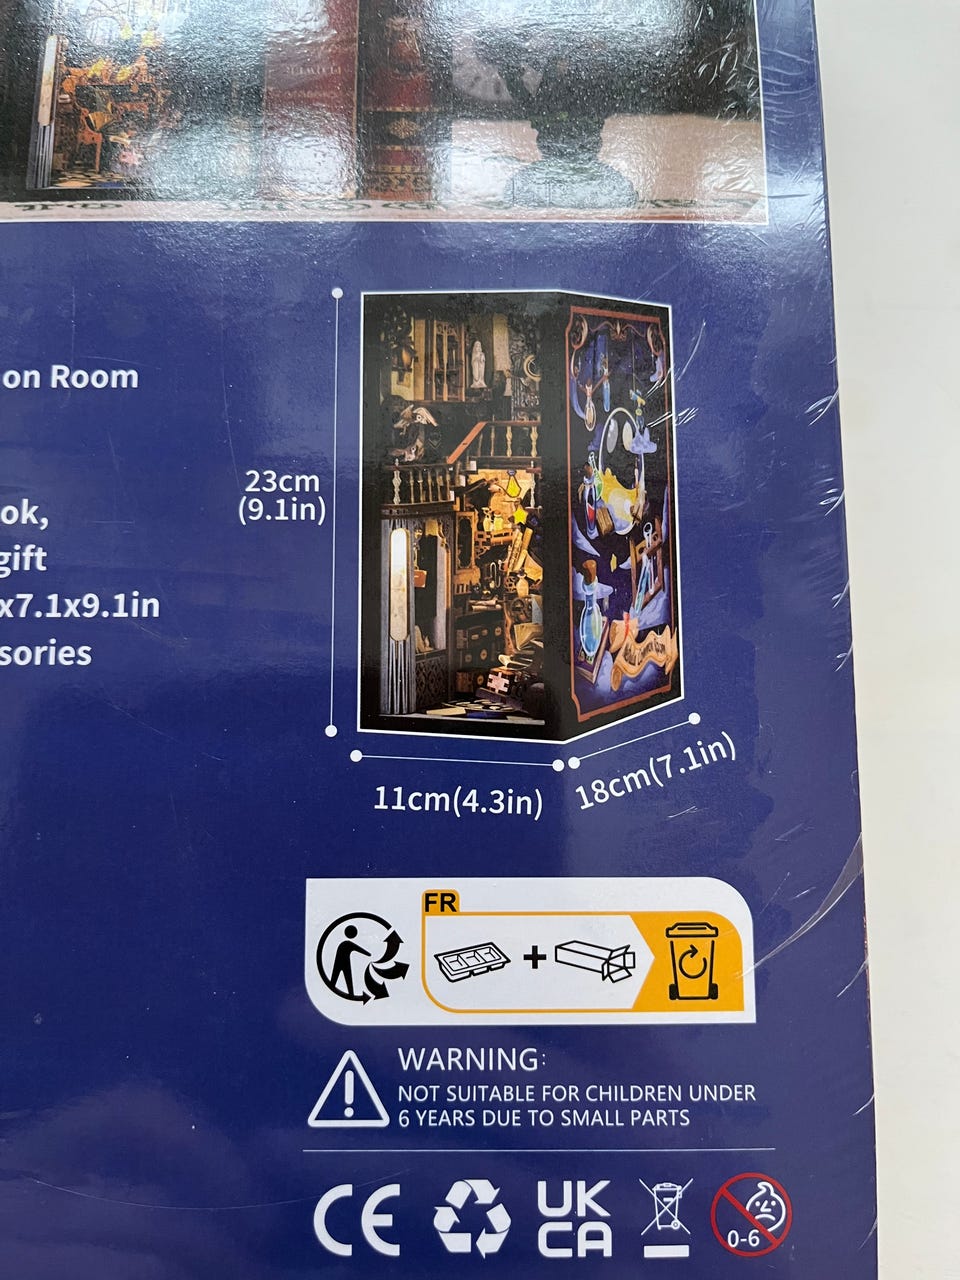 on Room
ok,
gift
x7.1x9.1in
sories
23cm
(9.1in)
11cm(4.3in)
18cm(7.1in)
FR
WARNING:
NOT SUITABLE FOR CHILDREN UNDER
6 YEARS DUE TO SMALL PARTS
CE
UK
CA
0-6